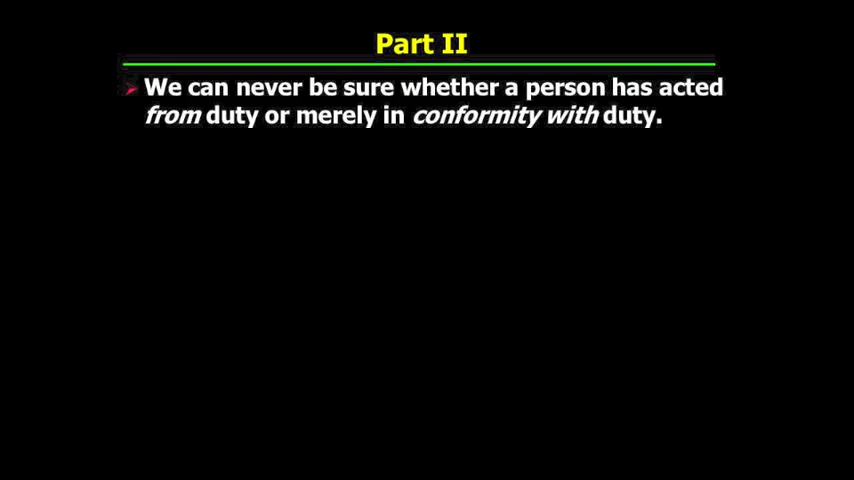 Part II
We can never be sure whether a person has acted
from duty or merely in conformity with duty.